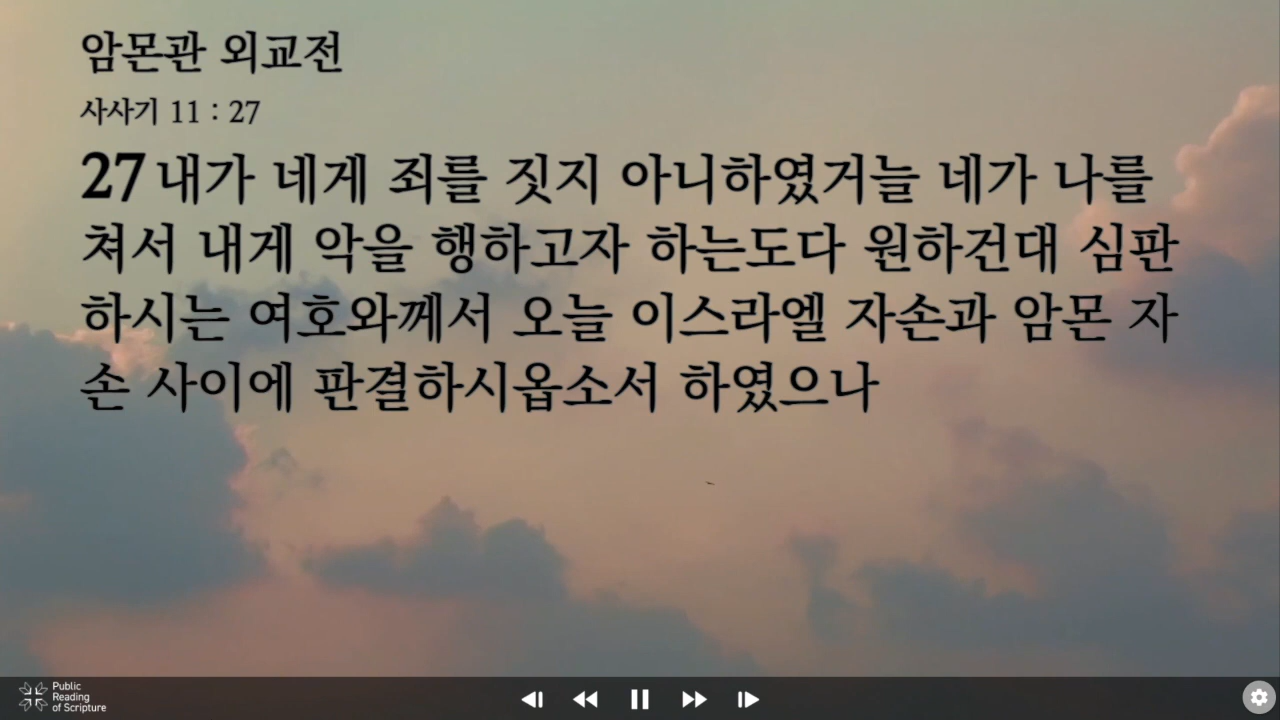 암몬관 외교전
사사기 11 : 27
27 내가 네게 죄를 짓지 아니하였거늘 네가 나를
쳐서 내게 악을 행하고자 하는도다 원하건대 심판
하시는 여호와께서 오늘 이스라엘 자손과 암몬 자
손 사이에 판결하시옵소서 하였으나
Public
Reading
of Scripture